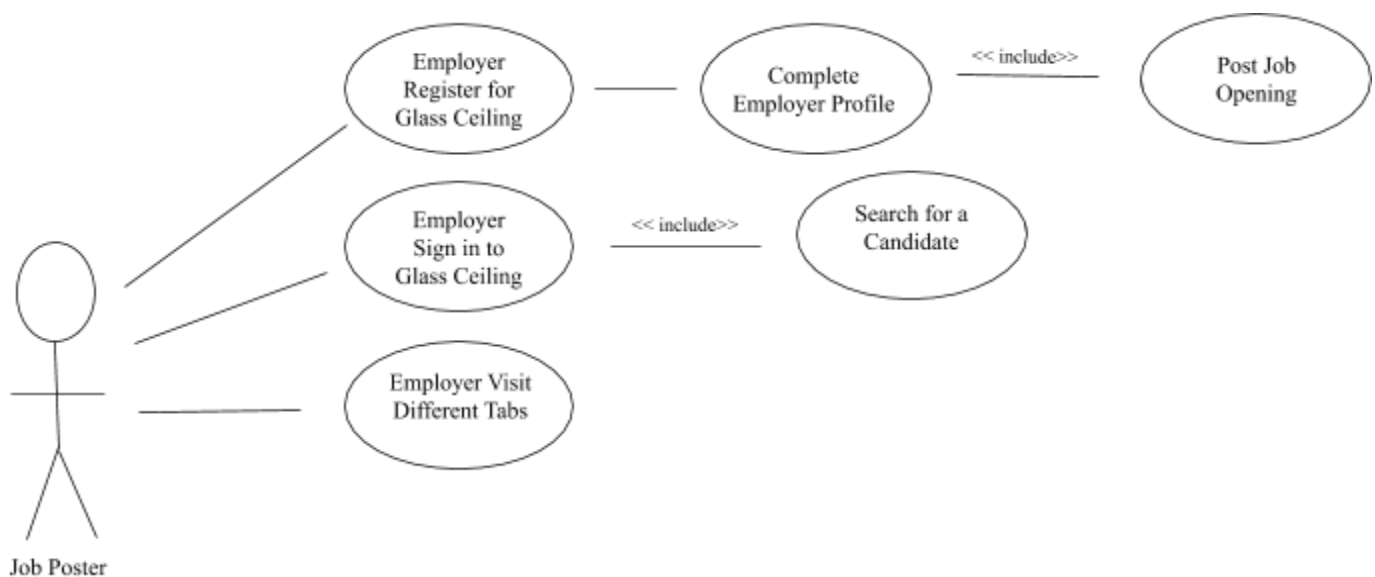 Employer
Register for
Glass Ceiling
Complete
Employer Profile
<< include>>
Post Job
Opening
Employer
Sign in to
Glass Ceiling
<< include>>
Search for a
Candidate
Employer Visit
Different Tabs
Job Poster